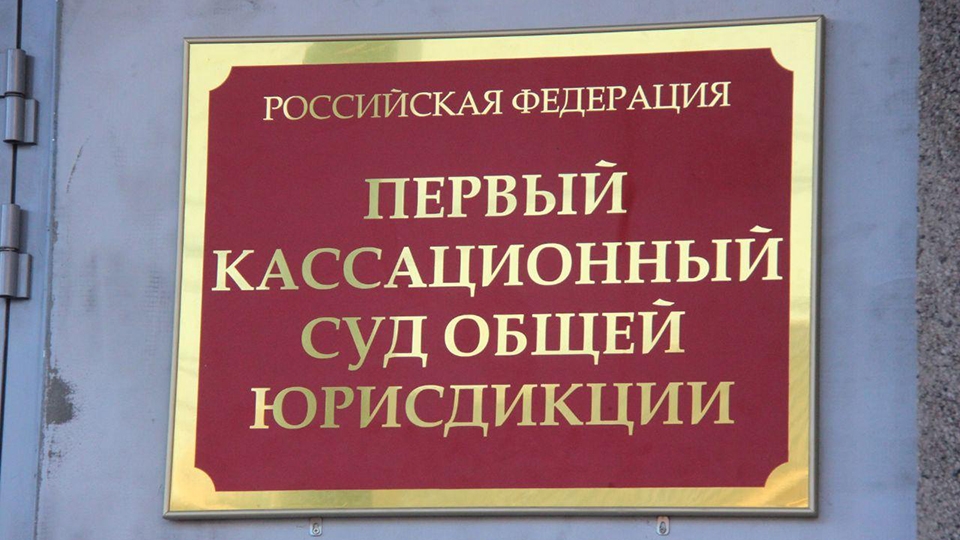 РОССИЙСКАЯ ФЕДЕРАЦИЯ
ПЕРВЫЙ
КАССАЦИОННЫЙ
СУД ОБЩЕЙ
ЮРИСДИКЦИИ